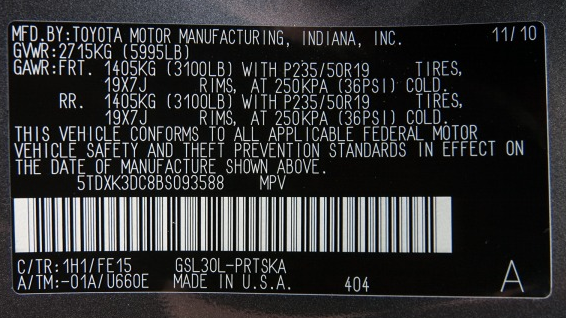 MFD.BY:TOYOTA MOTOR MANUFACTURING, INDIANA, INC. 11/10
GVWR:2715KG (5995LB)
GAWR:FRT. 1405KG (3100LB) WITH P235/50R19 TIRES,
19X7J RIMS, AT 250KPA (36PSI) COLD.
RR. 1405KG (3100LB) WITH P235/50R19 TIRES,
19X7J RIMS, AT 250KPA (36PSI) COLD.
THIS VEHICLE CONFORMS TO ALL APPLICABLE FEDERAL MOTOR
VEHICLE SAFETY AND THEFT PREVENTION STANDARDS IN EFFECT ON
THE DATE OF MANUFACTURE SHOWN ABOVE.
5TDXK3DC8BS093588 MPV
C/TR:1H1/FE15 GSL30L-PRTSKA
A/TM:-01A/U660E MADE IN U.S.A. 404 A